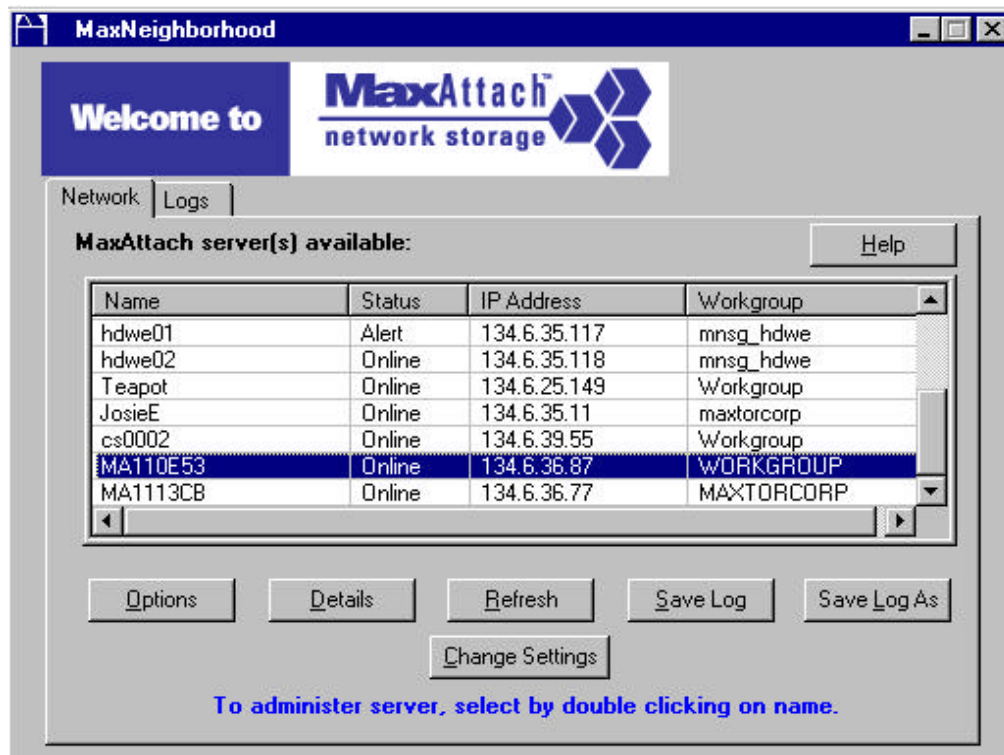 MaxNeighborhood
Welcome to
MaxAttach™
network storage
Network Logs
MaxAttach server(s) available:
Help
Name Status IP Address Workgroup
hdwe01 Alert 134.6.35.117 mnsg_hdwe
hdwe02 Online 134.6.35.118 mnsg_hdwe
Teapot Online 134.6.25.149 Workgroup
JosieE Online 134.6.35.11 maxtorcorp
cs0002 Online 134.6.39.55 Workgroup
MA110E53 Online 134.6.36.87 WORKGROUP
MA1113CB Online 134.6.36.77 MAXTORCORP
Options Details Refresh Save Log Save Log As
Change Settings
To administer server, select by double clicking on name.